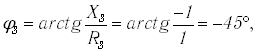 φ₃ = arctg X₃/R₃ = arctg -1/1 = -45°,